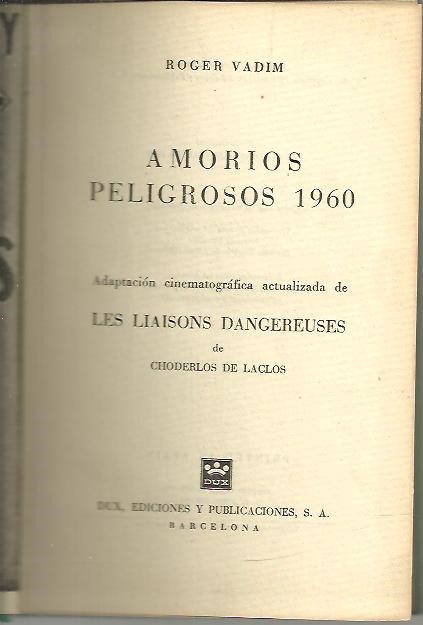 ROGER VADIM
AMORIOS
PELIGROSOS 1960
Adaptación cinematográfica actualizada de
LES LIAISONS DANGEREUSES
de
CHODERLOS DE LACLOS
DUX
DUX, EDICIONES Y PUBLICACIONES, S. A.
BARCELONA